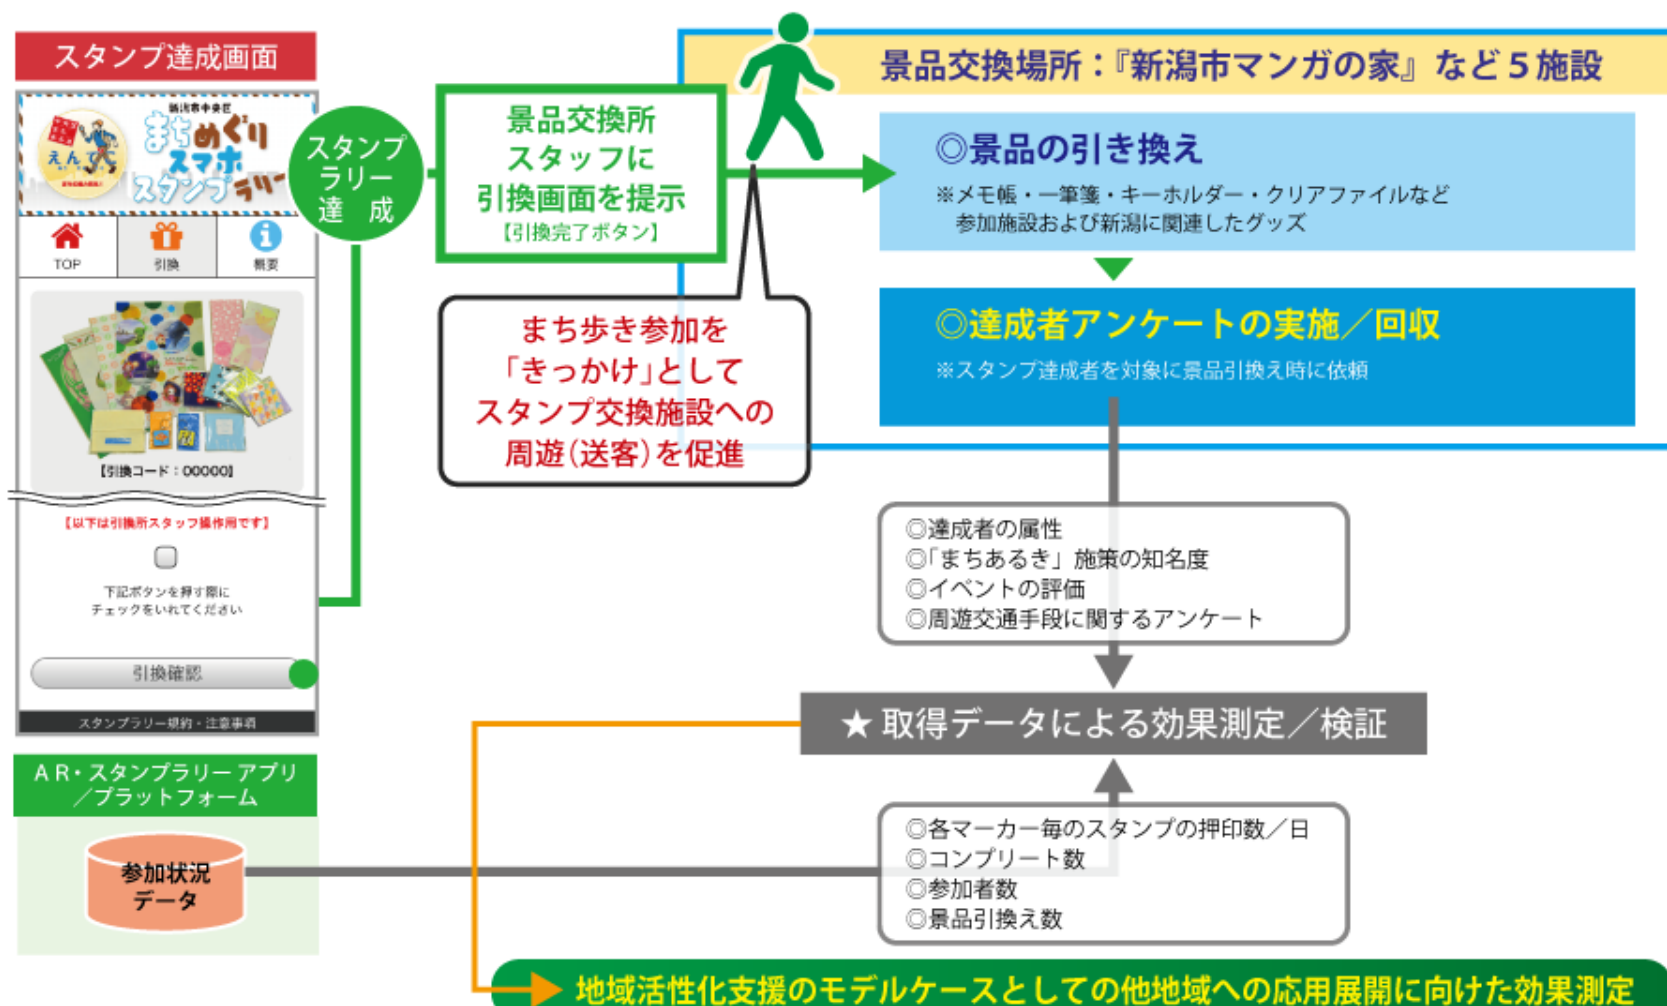 スタンプ達成画面
新潟市中央区
まちめぐり
スマホ
スタンプラリー
えんでこ
TOP
引換
概要
【引換コード:00000】
【以下は引換所スタッフ操作用です】
下記ボタンを押す際に
チェックをいれてください
引換確認
スタンプラリー規約・注意事項
スタンプ
ラリー
達 成
景品交換所
スタッフに
引換画面を提示
【引換完了ボタン】
まち歩き参加を
「きっかけ」として
スタンプ交換施設への
周遊(送客)を促進
景品交換場所:『新潟市マンガの家』など5施設
◎景品の引き換え
※メモ帳・一筆箋・キーホルダー・クリアファイルなど
参加施設および新潟に関連したグッズ
◎達成者アンケートの実施/回収
※スタンプ達成者を対象に景品引換え時に依頼
◎達成者の属性
◎「まちあるき」施策の知名度
◎イベントの評価
◎周遊交通手段に関するアンケート
★取得データによる効果測定/検証
AR・スタンプラリーアプリ
/プラットフォーム
参加状況
データ
◎各マーカー毎のスタンプの押印数/日
◎コンプリート数
◎参加者数
◎景品引換え数
地域活性化支援のモデルケースとしての他地域への応用展開に向けた効果測定